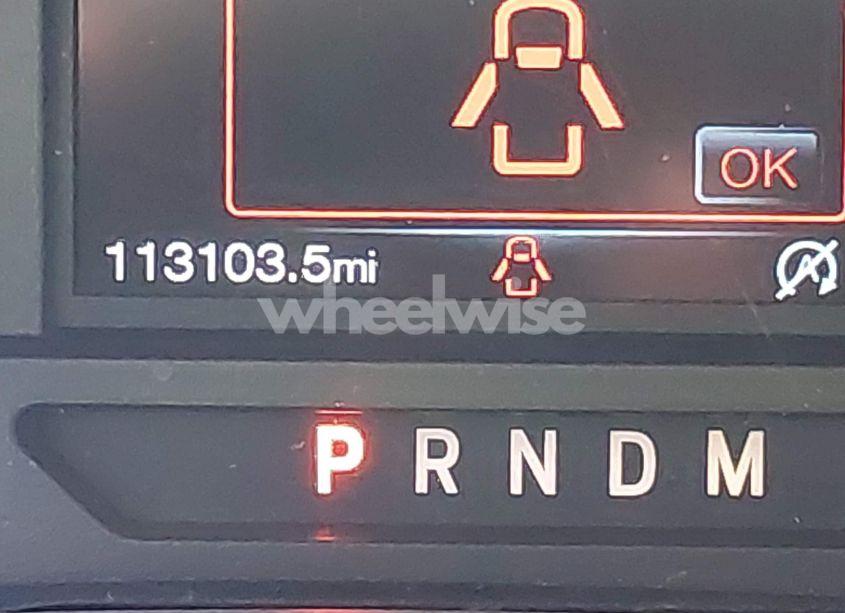 OK
113103.5mi
A
wheelwise
P R N D M